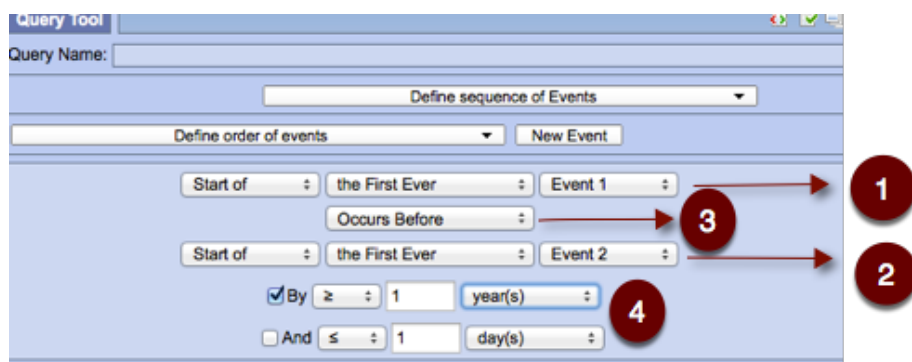 Query Tool
Query Name:
Define sequence of Events
Define order of events New Event
Start of the First Ever Event 1 1
Occurs Before 3
Start of the First Ever Event 2 2
By ≥ 1 year(s) 4
And ≤ 1 day(s)